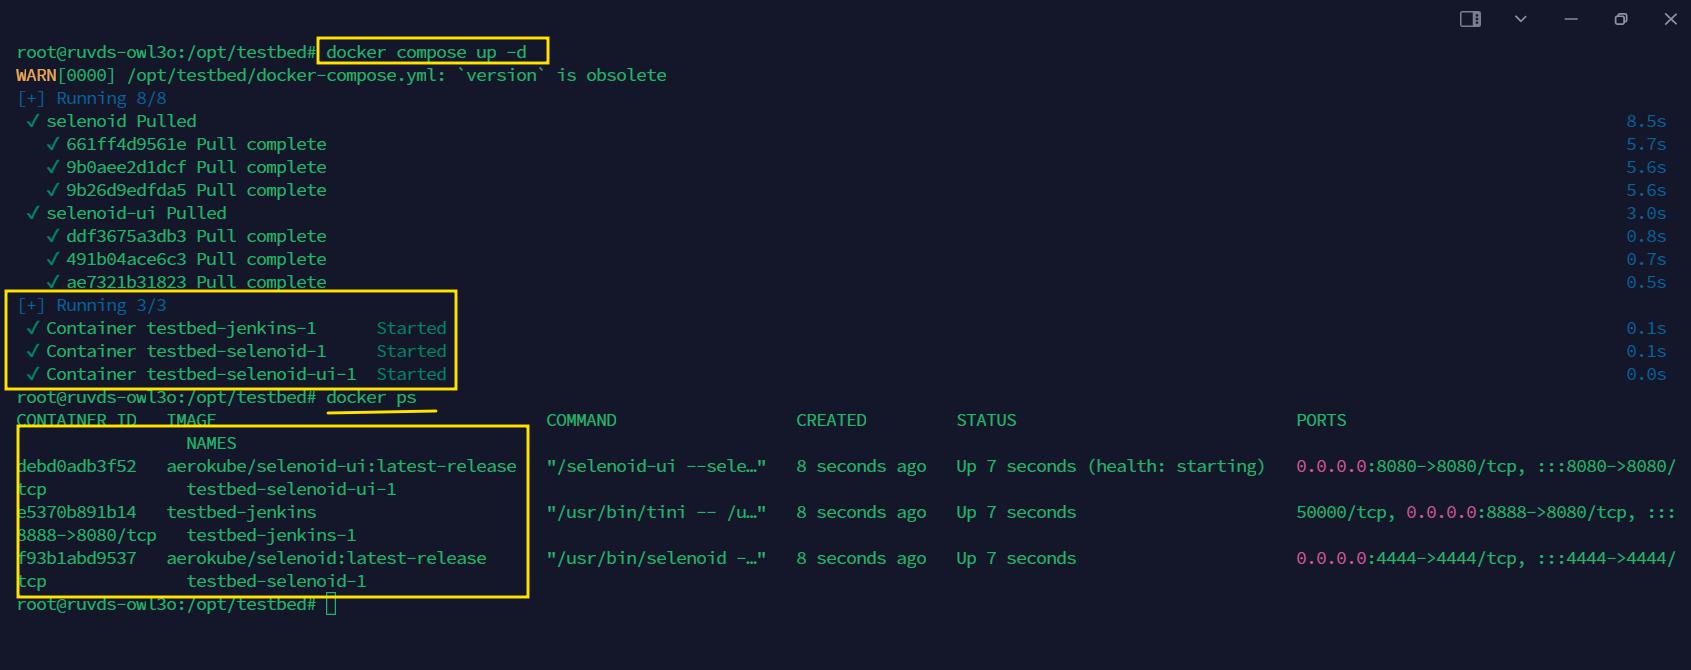 root@ruvds-owl3o:/opt/testbed# docker compose up -d
WARN[0000] /opt/testbed/docker-compose.yml: `version` is obsolete
[+] Running 8/8
✓ selenoid Pulled 8.5s
✓ 661ff4d9561e Pull complete 5.7s
✓ 9b0aee2d1dcf Pull complete 5.6s
✓ 9b26d9edfda5 Pull complete 5.6s
✓ selenoid-ui Pulled 3.0s
✓ ddf3675a3db3 Pull complete 0.8s
✓ 491b04ace6c3 Pull complete 0.7s
✓ ae7321b31823 Pull complete 0.5s
[+] Running 3/3
✓ Container testbed-jenkins-1 Started 0.1s
✓ Container testbed-selenoid-1 Started 0.1s
✓ Container testbed-selenoid-ui-1 Started 0.0s
root@ruvds-owl3o:/opt/testbed# docker ps
CONTAINER ID IMAGE COMMAND CREATED STATUS PORTS
NAMES
debd0adb3f52 aerokube/selenoid-ui:latest-release "/selenoid-ui --sele…" 8 seconds ago Up 7 seconds (health: starting) 0.0.0.0:8080->8080/tcp, :::8080->8080/
tcp testbed-selenoid-ui-1
e5370b891b14 testbed-jenkins "/usr/bin/tini -- /u…" 8 seconds ago Up 7 seconds 50000/tcp, 0.0.0.0:8888->8080/tcp, :::
8888->8080/tcp testbed-jenkins-1
f93b1abd9537 aerokube/selenoid:latest-release "/usr/bin/selenoid -…" 8 seconds ago Up 7 seconds 0.0.0.0:4444->4444/tcp, :::4444->4444/
tcp testbed-selenoid-1
root@ruvds-owl3o:/opt/testbed#